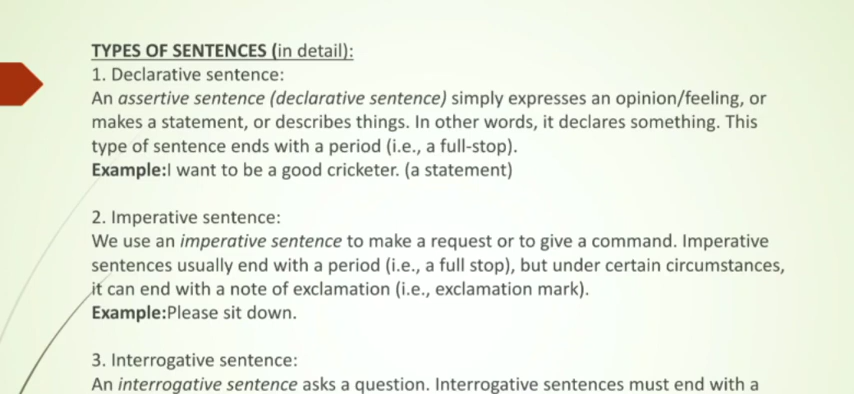 TYPES OF SENTENCES (in detail):
1. Declarative sentence:
An assertive sentence (declarative sentence) simply expresses an opinion/feeling, or
makes a statement, or describes things. In other words, it declares something. This
type of sentence ends with a period (i.e., a full-stop).
Example:I want to be a good cricketer. (a statement)
2. Imperative sentence:
We use an imperative sentence to make a request or to give a command. Imperative
sentences usually end with a period (i.e., a full stop), but under certain circumstances,
it can end with a note of exclamation (i.e., exclamation mark).
Example:Please sit down.
3. Interrogative sentence:
An interrogative sentence asks a question. Interrogative sentences must end with a